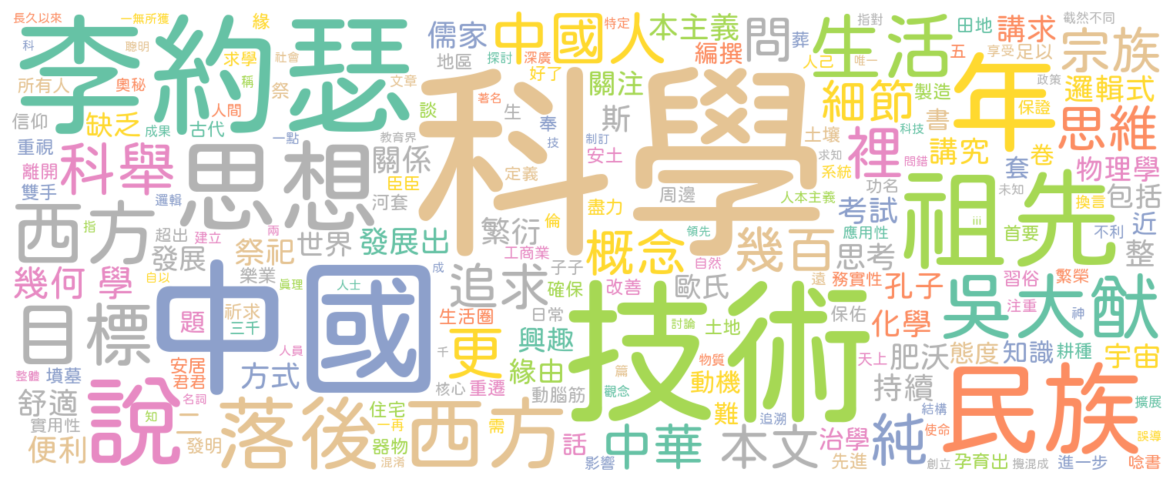 長久以來
一無所獲
緣
李約瑟
儒家
中國人
本主義
編撰
問
葬
生活
田地
講求
足以
截然不同
宗族
科
聰明
求學
社會
地區
探討
深廣
特定
指對
人己
唯一
五
享受
所有人
奧秘
稱
文章
好了
關注
細節
製造
年
政策
邏輯式
祭
人間
談
著名
科學
斯
土壤
書
保證
思維
信仰
缺乏
成果
古代
一點
教育界
生
奉
技
制訂
裡
科技
講究
套
卷
重視
科舉
思想
關係
定義
安土
求知
系統
問錯
物理學
離開
雙手
邏輯
臣臣
河套
倫
盡力
周邊
人本主義
功名
未知
換言
包括
西方
指
超出
建立
兩
祭祀
世界
發展出
繁衍
工商業
領先
概念
幾百
考試
應用性
iii
首要
不利
近
祖先
發展
幾何 學
自以
樂業
真理
人士
成
追求
子子
確保
自然
改善
歐氏
思考
遠
務實性
孔子
習俗
繁榮
整
中國
題
祈求
三千
日常
生活圈
技術
保佑
注重
神
吳大猷
目標
人員
千
更
興趣
討論
土地
化學
整體
墳墓
安居
君君
方式
核心
重遷
緣由
物質
動機
天上
肥沃
態度
知識
耕種
宇宙
舒適
說
名詞
落後
住宅
一再
西方
動腦筋
篇
觀念
難
追溯
持續
結構
民族
擴展
實用性
知
二
器物
需
使命
誤導
便利
發明
混淆
話
影響
中華
本文
治學
先進
純
創立
孕育出
攪混成
進一步
唸書